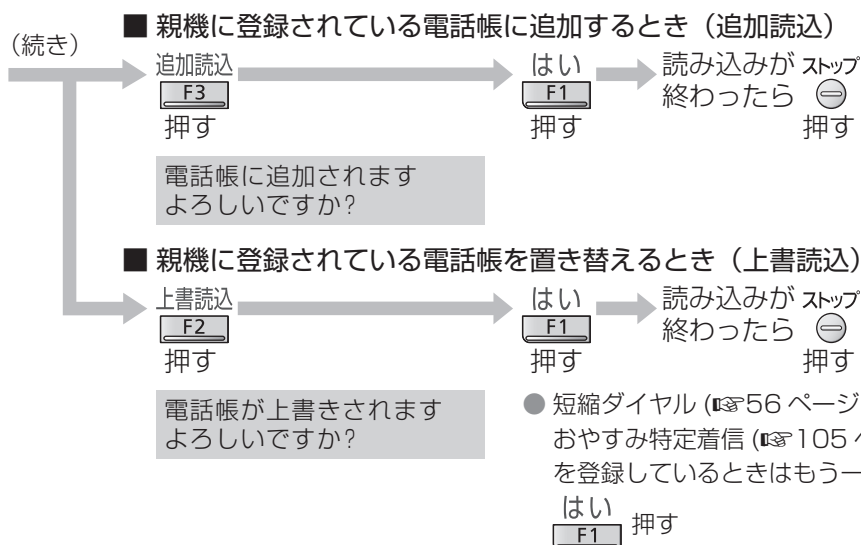 (続き)
■ 親機に登録されている電話帳に追加するとき（追加読込）
追加読込
F3
押す
はい
F1
押す
読み込みが
終わったら
ストップ
押す
電話帳に追加されます
よろしいですか?
■ 親機に登録されている電話帳を置き替えるとき（上書読込）
上書読込
F2
押す
はい
F1
押す
読み込みが
終わったら
ストップ
押す
電話帳が上書きされます
よろしいですか?
● 短縮ダイヤル (☞56 ページ
おやすみ特定着信 (☞105
を登録しているときはもう一
はい
F1
押す